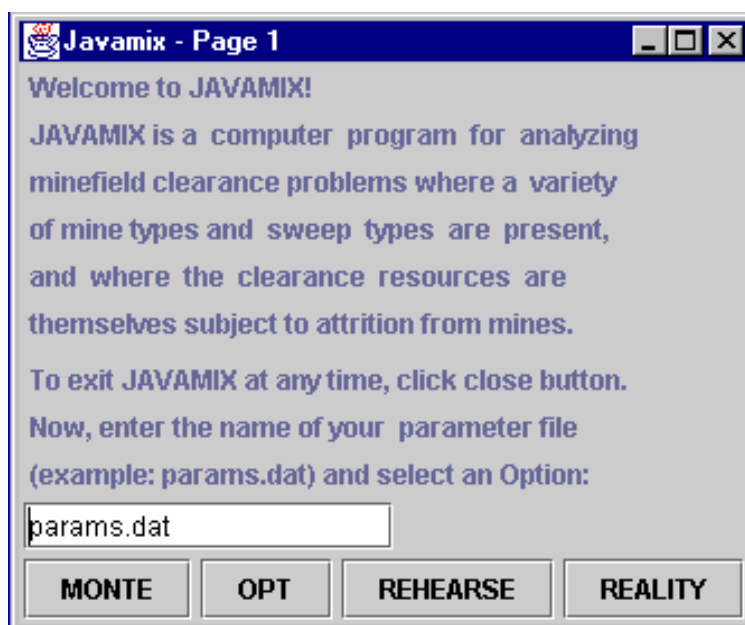 Javamix - Page 1
Welcome to JAVAMIX!
JAVAMIX is a computer program for analyzing
minefield clearance problems where a variety
of mine types and sweep types are present,
and where the clearance resources are
themselves subject to attrition from mines.
To exit JAVAMIX at any time, click close button.
Now, enter the name of your parameter file
(example: params.dat) and select an Option:
params.dat
MONTE OPT REHEARSE REALITY